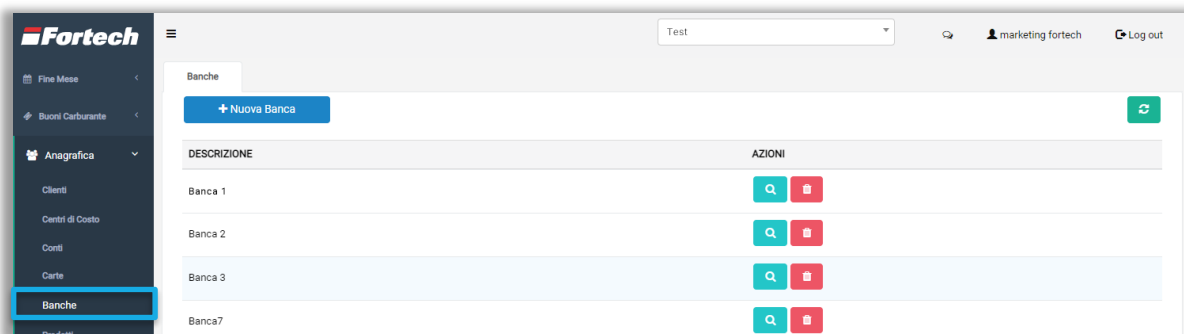 Fortech
Test
marketing fortech
Log out
Fine Mese
Buoni Carburante
Anagrafica
Clienti
Centri di Costo
Conti
Carte
Banche
Banche
+ Nuova Banca
DESCRIZIONE AZIONI
Banca 1
Banca 2
Banca 3
Banca7